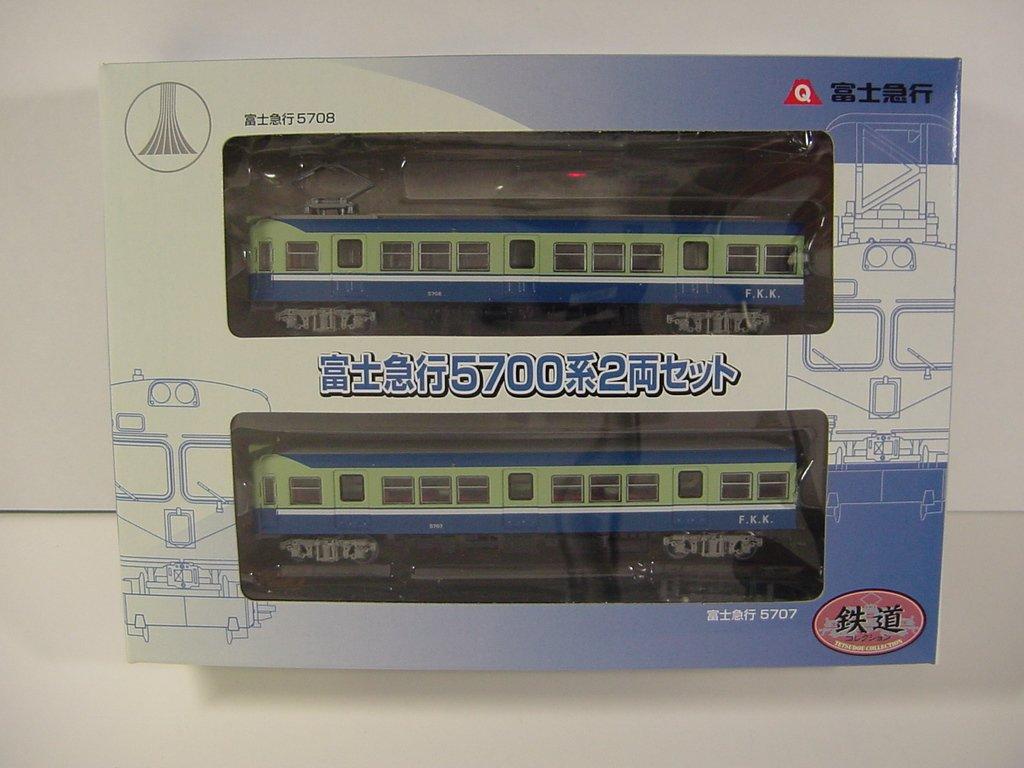 富士急行 5708
Q 富士急行
5708
F.K.K.
富士急行5700系2両セット
5707
F.K.K.
富士急行 5707
鉄道
コレクション
TETSUDOU COLLECTION